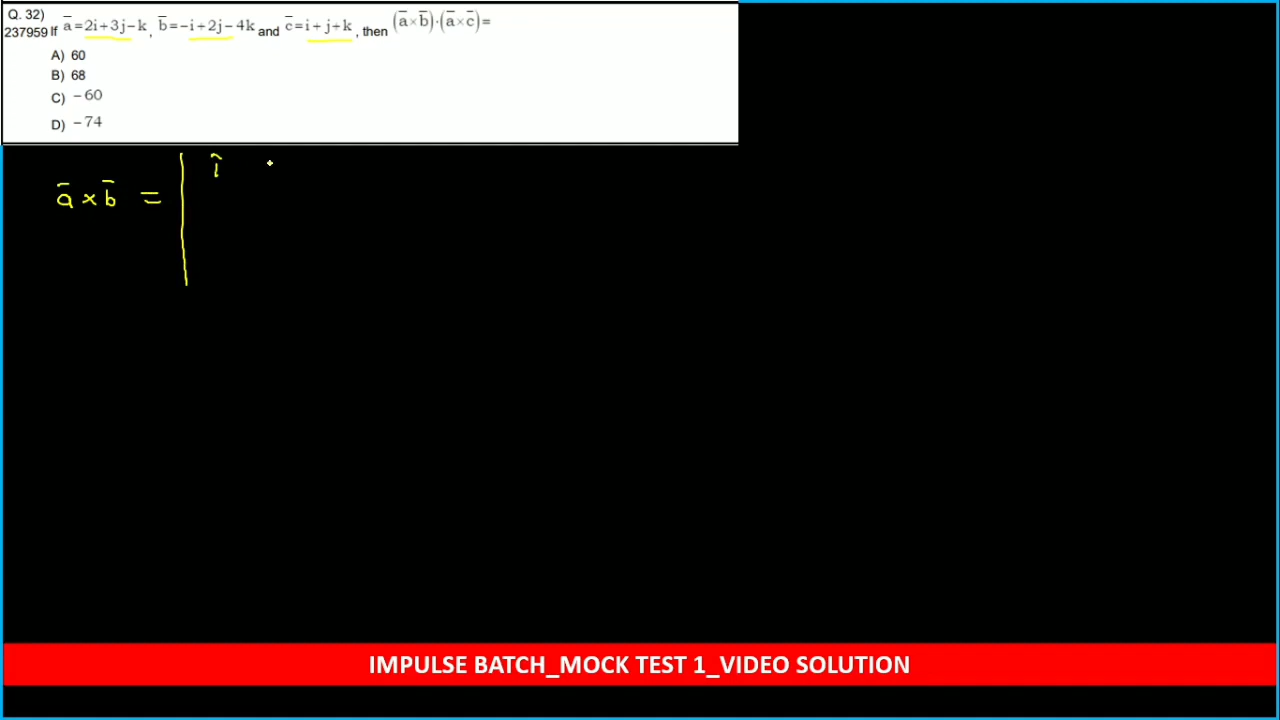 Q. 32)
237959 If a̅=2i+3j−k , b̅=−i+2j−4k and c̅=i+j+k , then (a̅×b̅)·(a̅×c̅)=
A) 60
B) 68
C) −60
D) −74
a̅ × b̅ = | î
IMPULSE BATCH_MOCK TEST 1_VIDEO SOLUTION